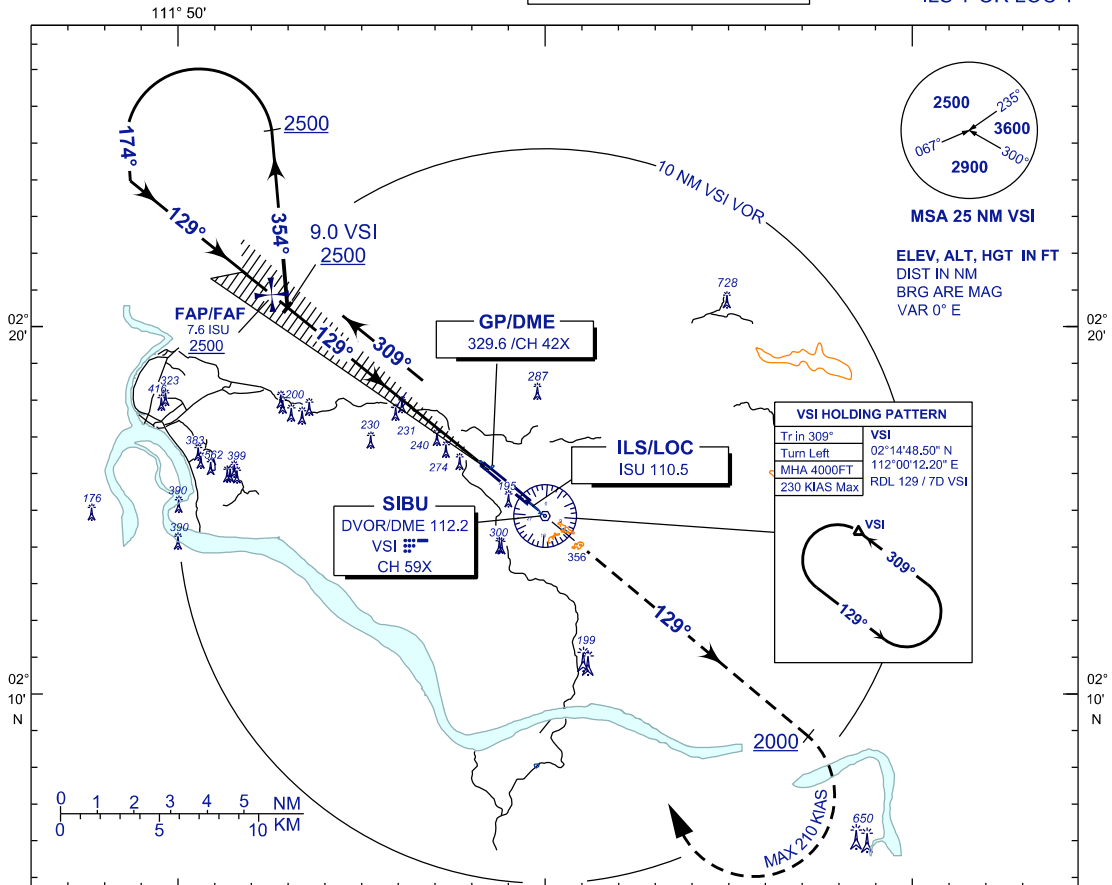 111° 50'
2500
235°
3600
067°
300°
2900
MSA 25 NM VSI
ELEV, ALT, HGT IN FT
DIST IN NM
BRG ARE MAG
VAR 0° E
10 NM VSI VOR
2500
174°
129°
354°
9.0 VSI
2500
FAP/FAF
7.6 ISU
2500
129°
309°
GP/DME
329.6 /CH 42X
728
02°
20'
02°
20'
287
323
416
200
230
231
240
274
195
383
562
399
390
390
176
300
356
199
650
ILS/LOC
ISU 110.5
SIBU
DVOR/DME 112.2
VSI
CH 59X
VSI HOLDING PATTERN
Tr in 309°
Turn Left
MHA 4000FT
230 KIAS Max
VSI
02°14'48.50" N
112°00'12.20" E
RDL 129 / 7D VSI
VSI
309°
129°
129°
2000
MAX 210 KIAS
02°
10'
N
02°
10'
N
0 1 2 3 4 5 NM
0 5 10 KM